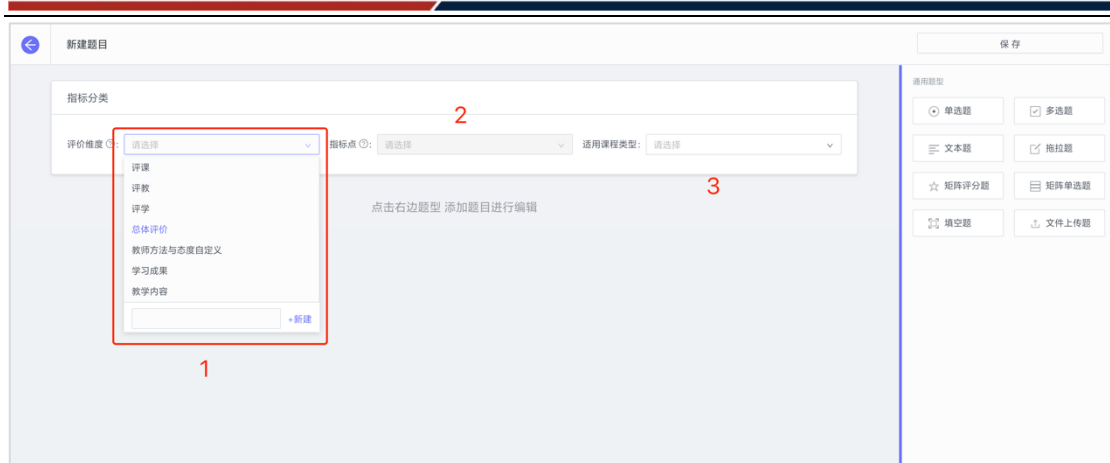 新建题目
保 存
指标分类
2
评价维度 ?: 请选择 指标点 ?: 请选择 适用课程类型: 请选择
评课
评教
评学
总体评价
教师方法与态度自定义
学习成果
教学内容
+新建
1
3
点击右边题型 添加题目进行编辑
通用题型
单选题 多选题
文本题 拖拉题
矩阵评分题 矩阵单选题
填空题 文件上传题